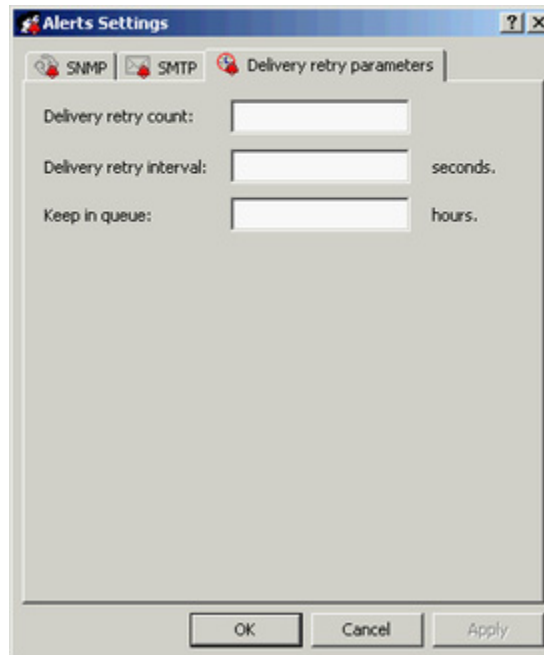 Alerts Settings
SNMP SMTP Delivery retry parameters
Delivery retry count:
Delivery retry interval: seconds.
Keep in queue: hours.
OK Cancel Apply